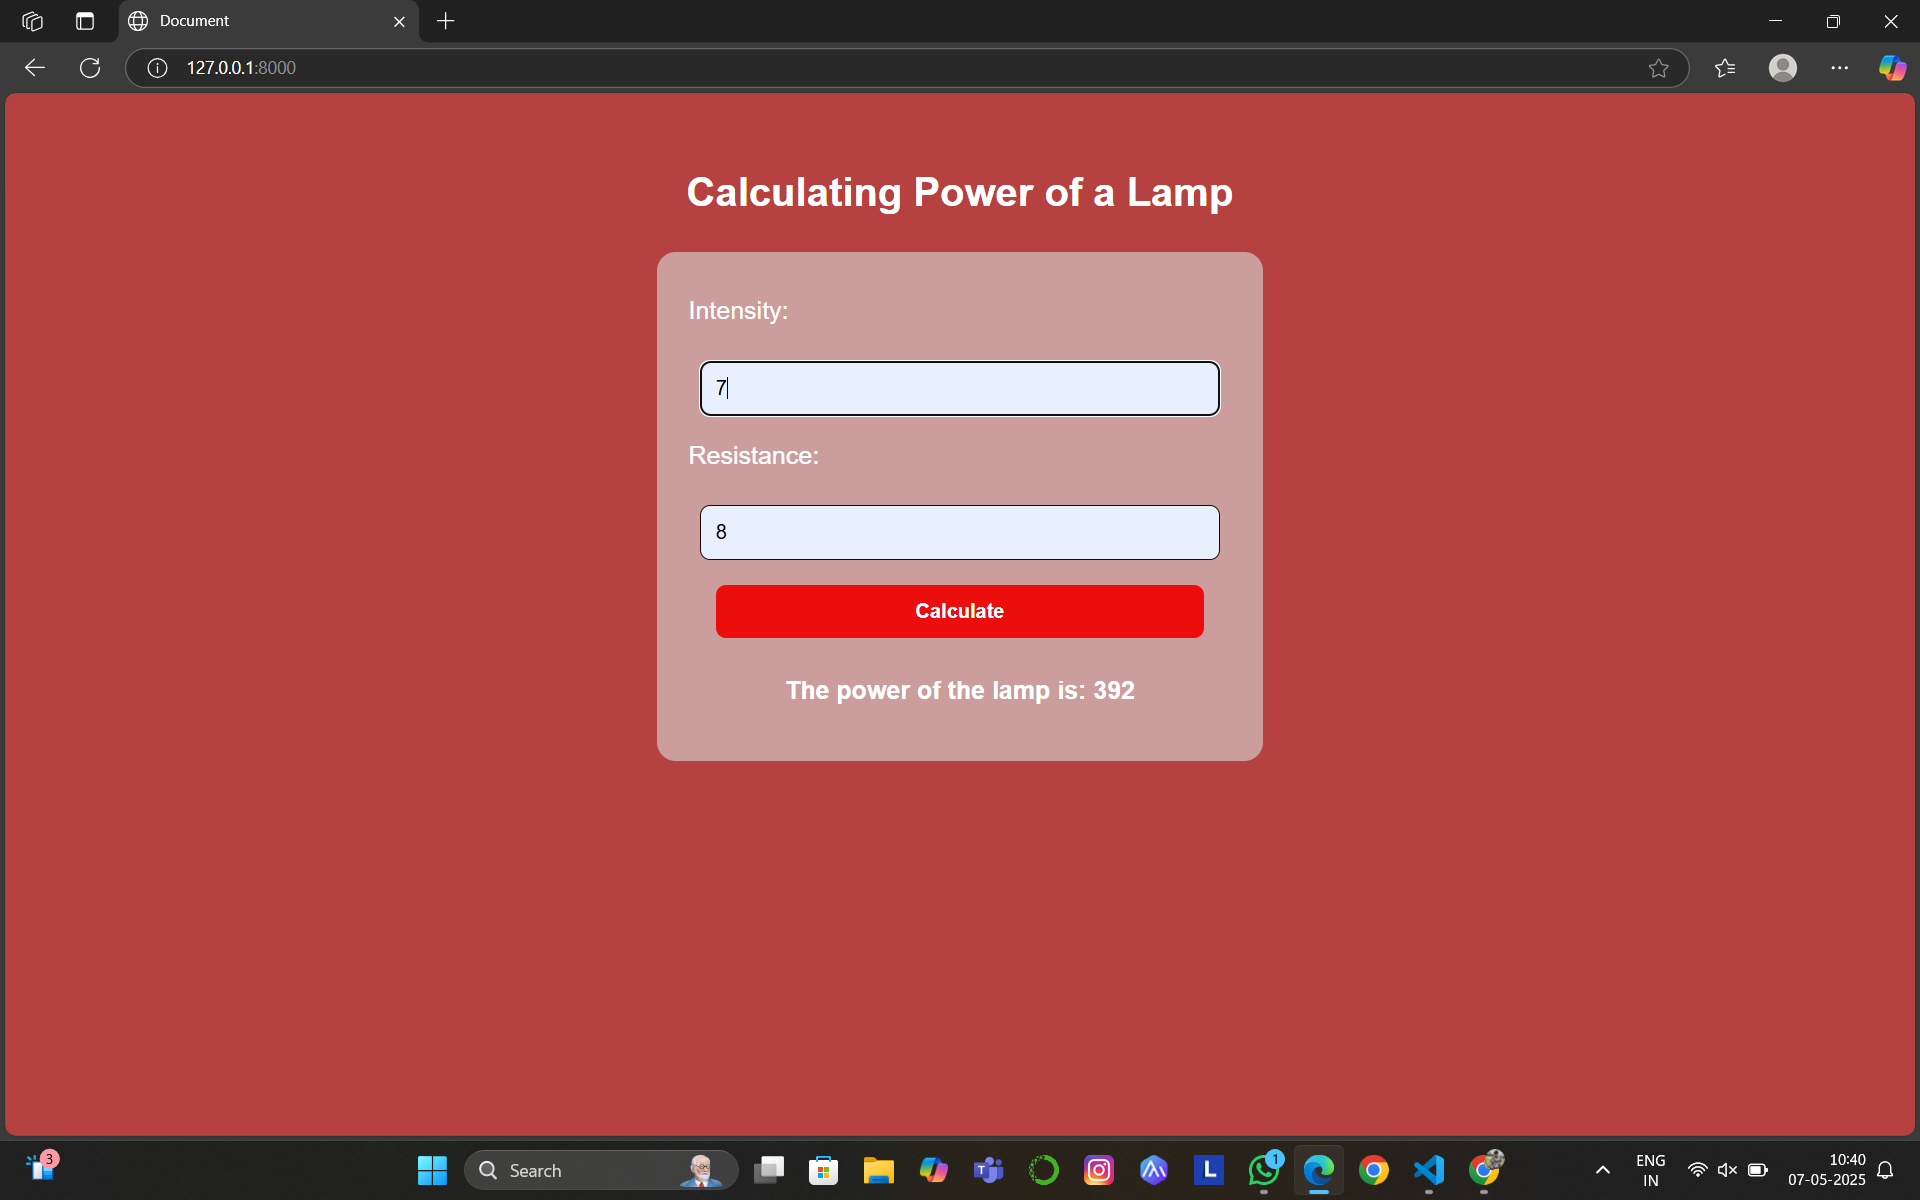 Document
127.0.0.1:8000
Calculating Power of a Lamp
Intensity:
7
Resistance:
8
Calculate
The power of the lamp is: 392
3
Search
T
L
1
ENG
IN
10:40
07-05-2025